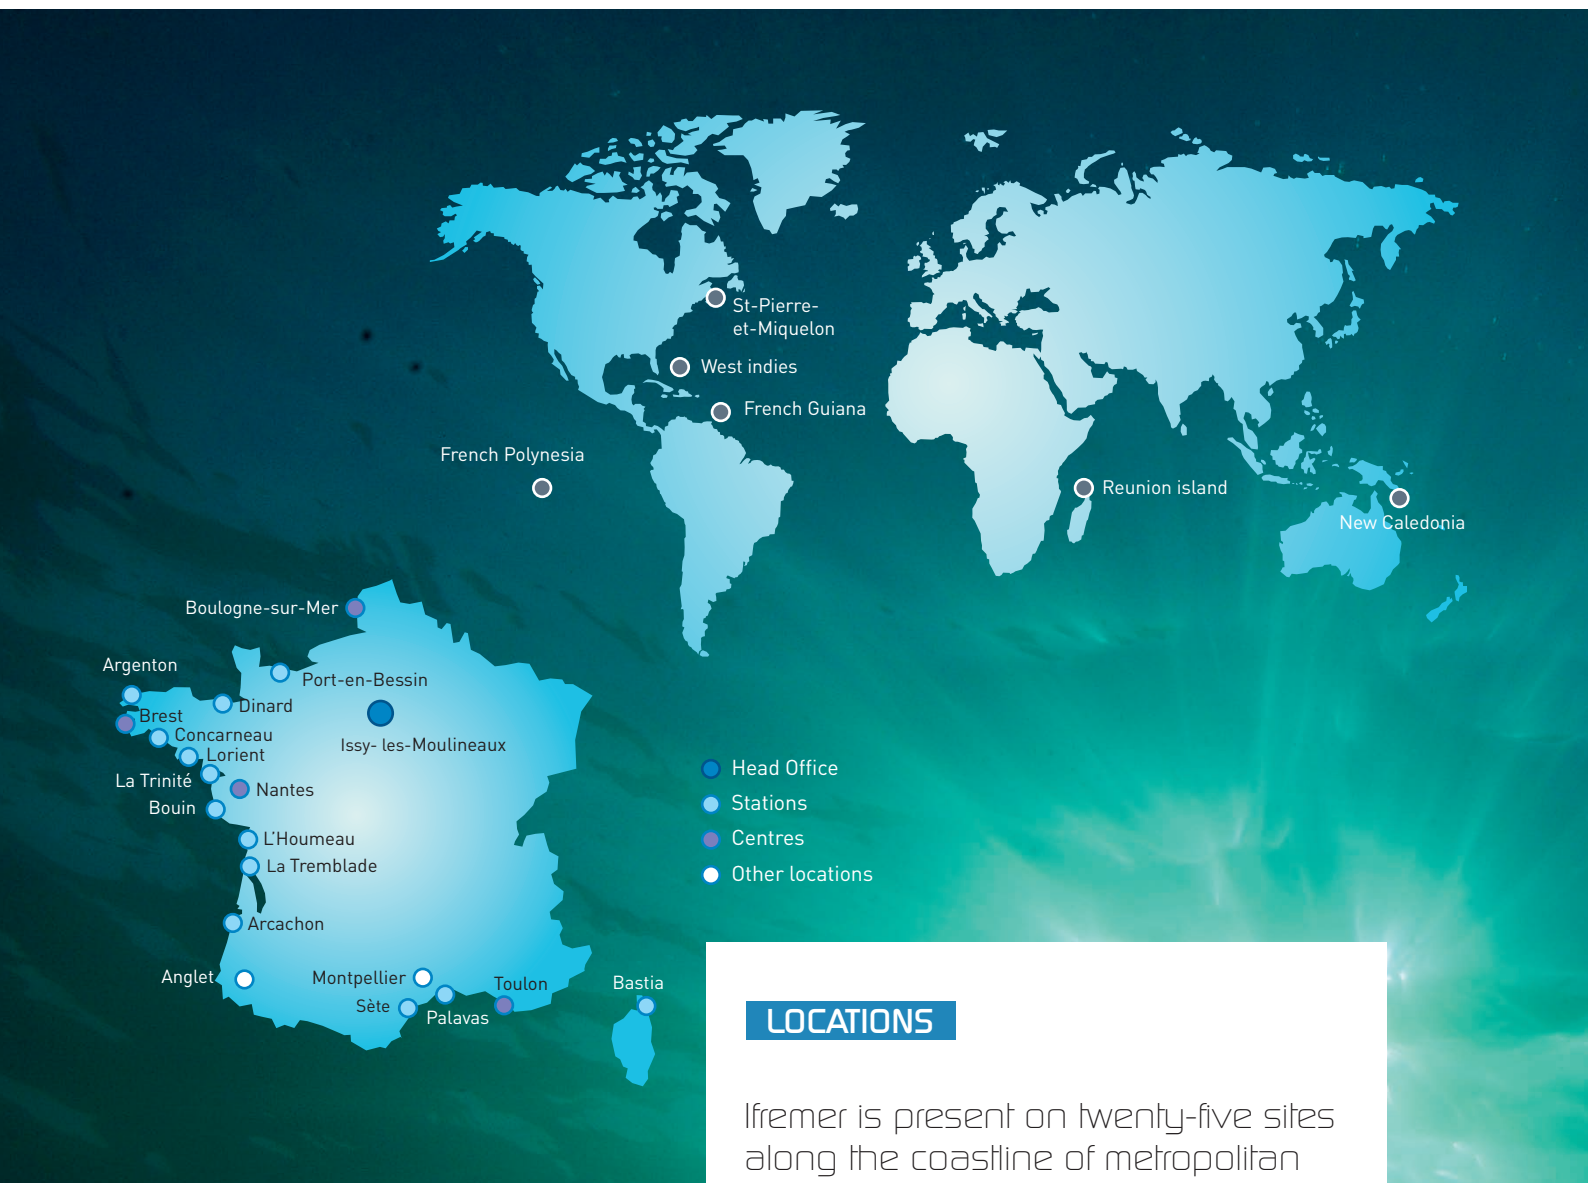 St-Pierre-
et-Miquelon
West indies
French Guiana
French Polynesia
Reunion island
New Caledonia
Boulogne-sur-Mer
Argenton
Port-en-Bessin
Dinard
Brest
Concarneau
Lorient
Issy- les-Moulineaux
La Trinité
Nantes
Bouin
L'Houmeau
La Tremblade
Arcachon
Anglet
Montpellier
Toulon
Bastia
Sète
Palavas
Head Office
Stations
Centres
Other locations
LOCATIONS
Ifremer is present on twenty-five sites
along the coastline of metropolitan